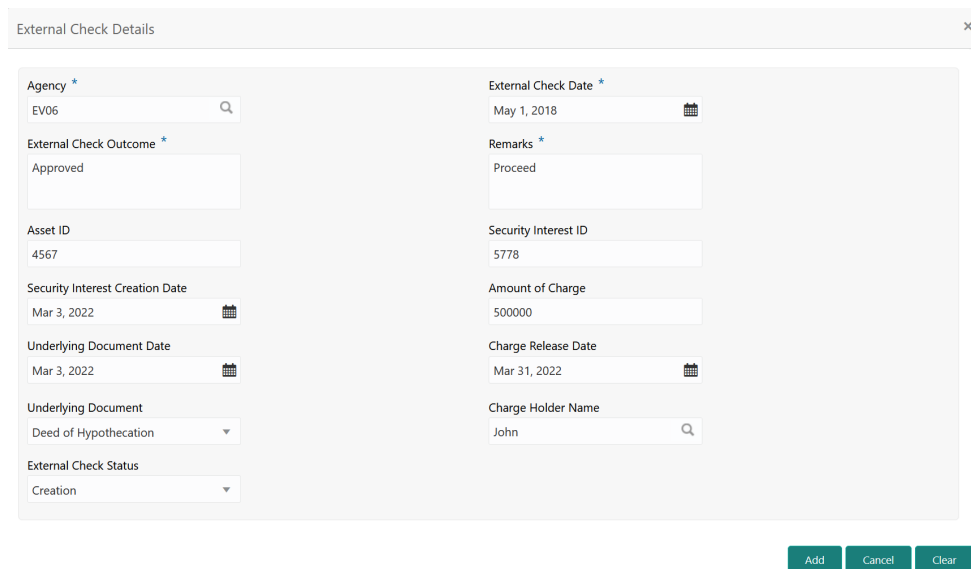 External Check Details
×
Agency *
External Check Date *
EV06
May 1, 2018
External Check Outcome *
Remarks *
Approved
Proceed
Asset ID
Security Interest ID
4567
5778
Security Interest Creation Date
Amount of Charge
Mar 3, 2022
500000
Underlying Document Date
Charge Release Date
Mar 3, 2022
Mar 31, 2022
Underlying Document
Charge Holder Name
Deed of Hypothecation
John
External Check Status
Creation
Add
Cancel
Clear